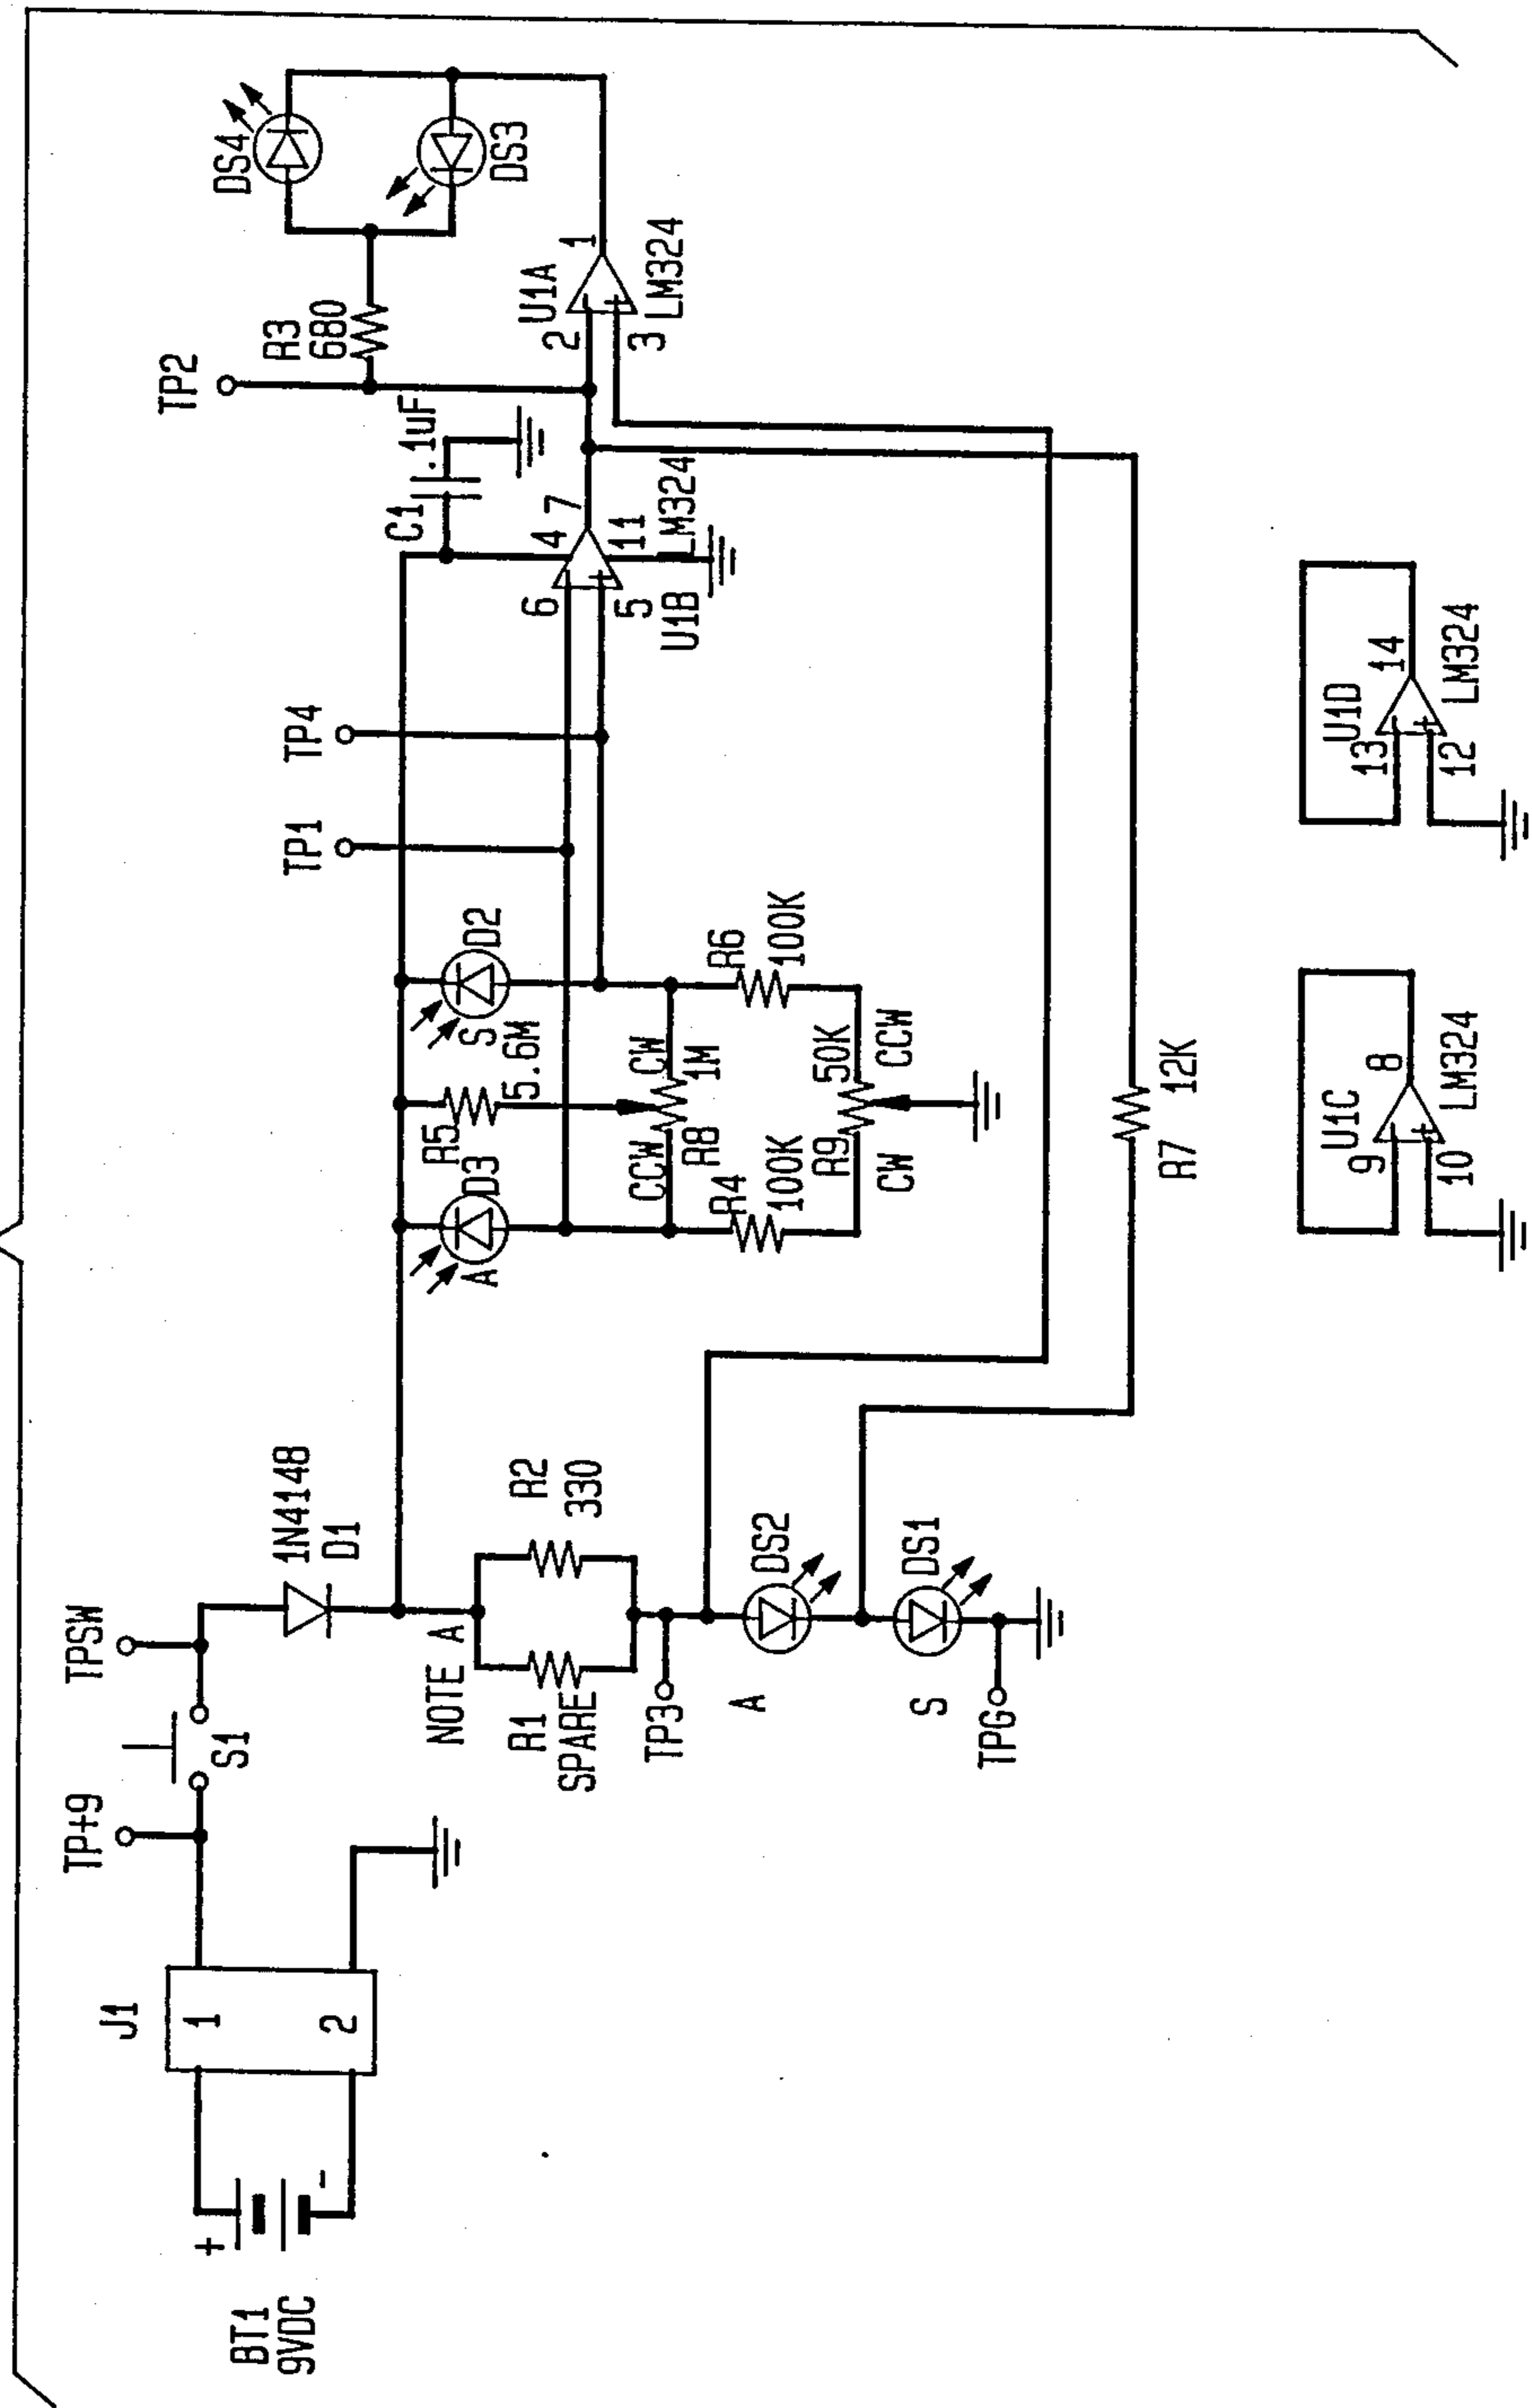 BT1
9VDC
+
-
J1
1
2
TP+9
S1
TPSW
1N4148
D1
NOTE A
R1
SPARE
R2
330
TP3
A
DS2
S
DS1
TPG
A
D3
R5
5.6M
S
D2
CCW
CW
R8
1M
R4
100K
R6
100K
R9
50K
CW
CCW
R7
12K
TP1
TP4
6
5
U1B
4
7
11
LM324
C1
.1uF
TP2
R3
680
DS4
DS3
2
3
U1A
1
LM324
U1C
9
10
8
LM324
U1D
13
12
14
LM324